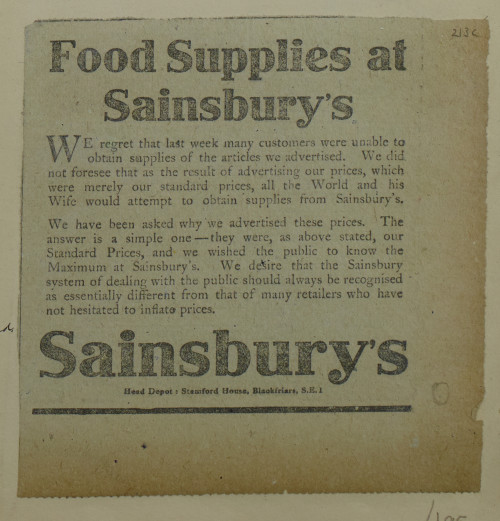 213c
Food Supplies at
Sainsbury's
WE regret that last week many customers were unable to
obtain supplies of the articles we advertised. We did
not foresee that as the result of advertising our prices, which
were merely our standard prices, all the World and his
Wife would attempt to obtain supplies from Sainsbury's.
We have been asked why we advertised these prices. The
answer is a simple one—they were, as above stated, our
Standard Prices, and we wished the public to know the
Maximum at Sainsbury's. We desire that the Sainsbury
system of dealing with the public should always be recognised
as essentially different from that of many retailers who have
not hesitated to inflate prices.
Sainsbury's
Head Depot: Stamford House, Blackfriars, S.E.1